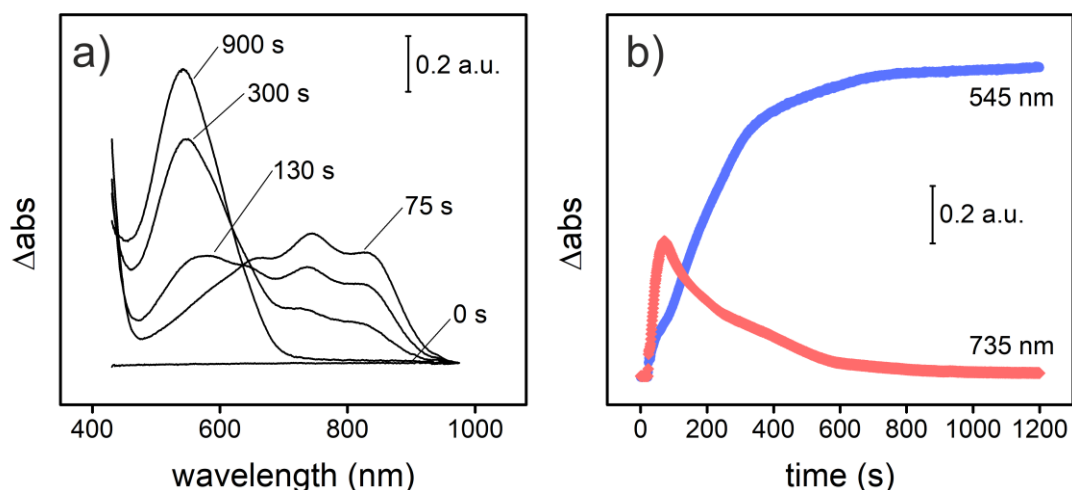 a)
900 s
300 s
130 s
75 s
0 s
0.2 a.u.
Δabs
400 600 800 1000
wavelength (nm)
b)
545 nm
0.2 a.u.
735 nm
Δabs
0 200 400 600 800 1000 1200
time (s)